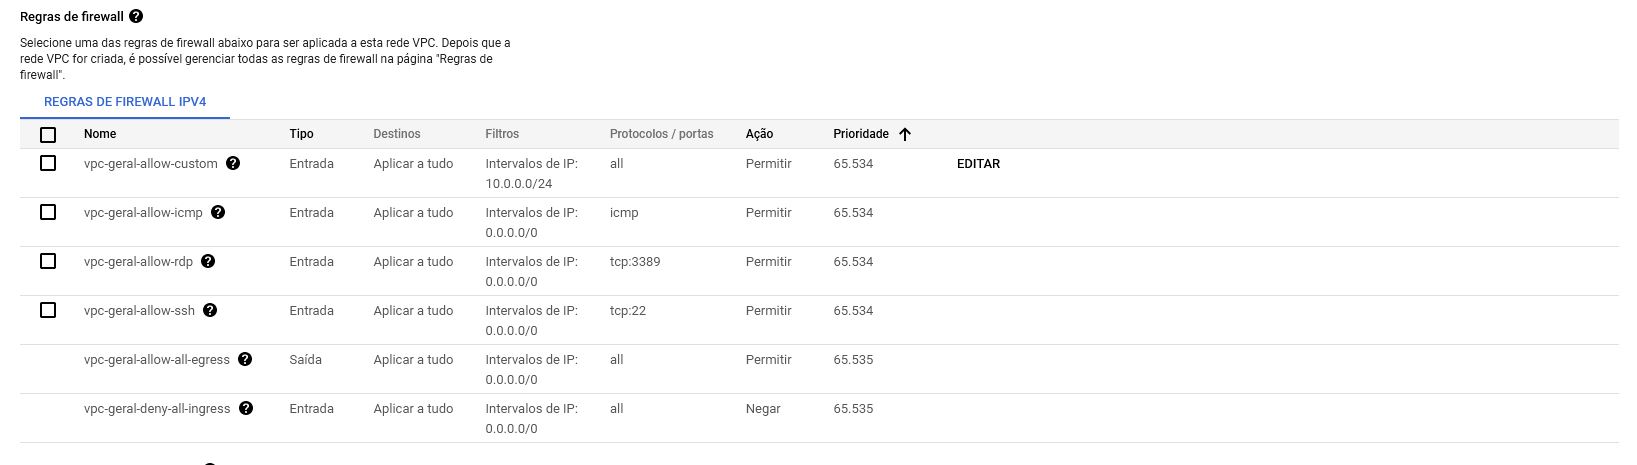 Regras de firewall
Selecione uma das regras de firewall abaixo para ser aplicada a esta rede VPC. Depois que a
rede VPC for criada, é possível gerenciar todas as regras de firewall na página "Regras de
firewall".
REGRAS DE FIREWALL IPV4
Nome Tipo Destinos Filtros Protocolos / portas Ação Prioridade
vpc-geral-allow-custom Entrada Aplicar a tudo Intervalos de IP: all Permitir 65.534 EDITAR
10.0.0.0/24
vpc-geral-allow-icmp Entrada Aplicar a tudo Intervalos de IP: icmp Permitir 65.534
0.0.0.0/0
vpc-geral-allow-rdp Entrada Aplicar a tudo Intervalos de IP: tcp:3389 Permitir 65.534
0.0.0.0/0
vpc-geral-allow-ssh Entrada Aplicar a tudo Intervalos de IP: tcp:22 Permitir 65.534
0.0.0.0/0
vpc-geral-allow-all-egress Saída Aplicar a tudo Intervalos de IP: all Permitir 65.535
0.0.0.0/0
vpc-geral-deny-all-ingress Entrada Aplicar a tudo Intervalos de IP: all Negar 65.535
0.0.0.0/0